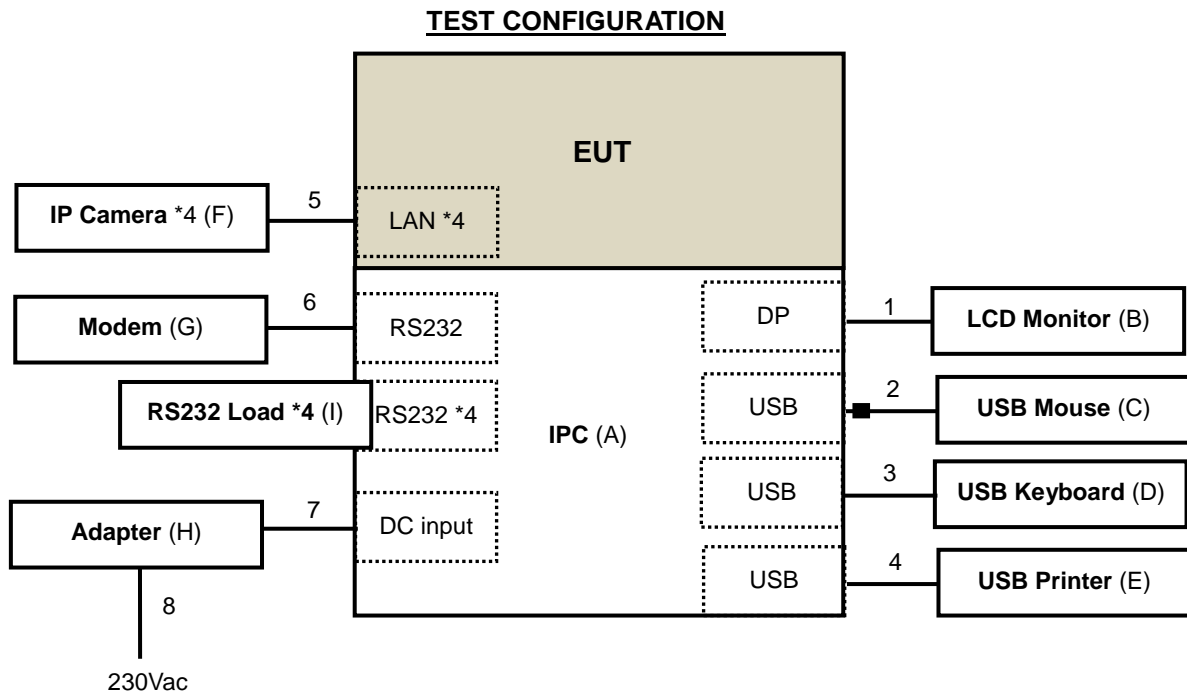 TEST CONFIGURATION
EUT
IP Camera *4 (F)
5
LAN *4
Modem (G)
6
RS232
DP
1
LCD Monitor (B)
RS232 Load *4 (I)
RS232 *4
IPC (A)
USB
2
USB Mouse (C)
USB
3
USB Keyboard (D)
Adapter (H)
7
DC input
USB
4
USB Printer (E)
8
230Vac